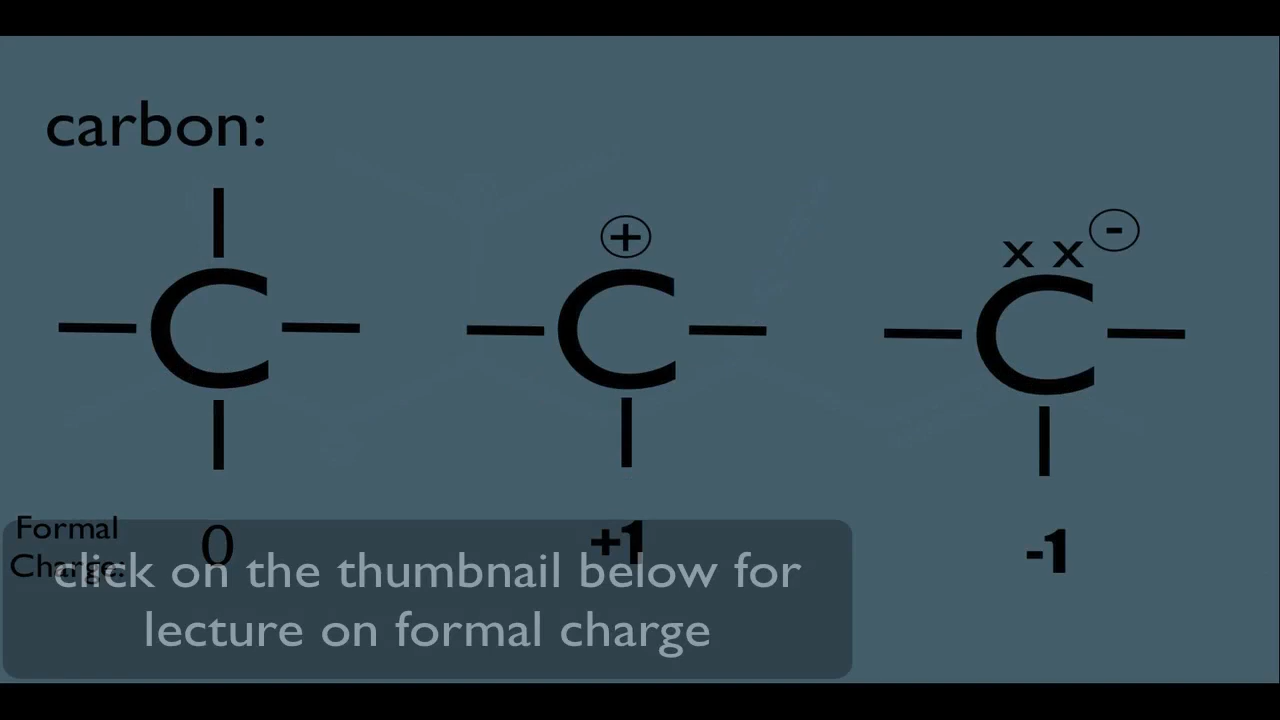 carbon:
+ x x -
C C C
Formal
Charge: 0 +1 -1
click on the thumbnail below for
lecture on formal charge